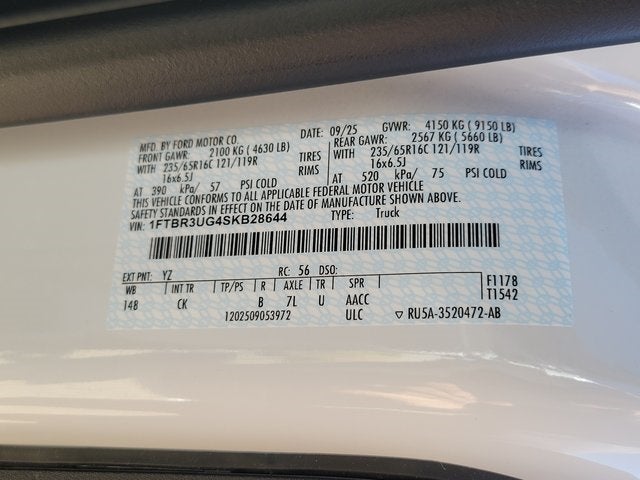 MFD. BY FORD MOTOR CO. DATE: 09/25 GVWR: 4150 KG ( 9150 LB)
FRONT GAWR: 2100 KG ( 4630 LB) REAR GAWR: 2567 KG ( 5660 LB)
WITH 235/65R16C 121/119R TIRES WITH 235/65R16C 121/119R TIRES
16x6.5J RIMS 16x6.5J RIMS
AT 390 kPa/ 57 PSI COLD AT 520 kPa/ 75 PSI COLD
THIS VEHICLE CONFORMS TO ALL APPLICABLE FEDERAL MOTOR VEHICLE
SAFETY STANDARDS IN EFFECT ON THE DATE OF MANUFACTURE SHOWN ABOVE.
VIN: 1FTBR3UG4SKB28644 TYPE: Truck
EXT PNT: YZ RC: 56 DSO: F1178
WB INT TR TP/PS R AXLE TR SPR T1542
148 CK B 7L U AACC
1202509053972 ULC ▽ RU5A-3520472-AB